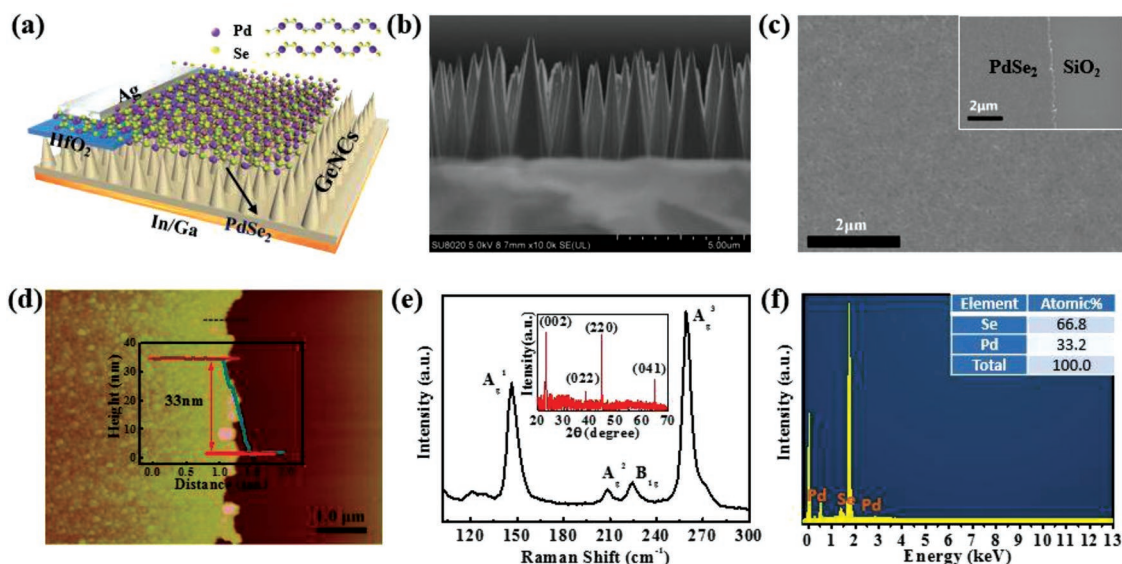 (a)
Pd
Se
Ag
HfO2
GeNCs
In/Ga
PdSe2
(b)
SU8020 5.0kV 8.7mm x10.0k SE(UL)
5.00um
(c)
PdSe2
SiO2
2μm
2μm
(d)
Height (nm)
40
30
20
10
0
33nm
0.0 0.5 1.0
Distance
1.0 μm
(e)
Intensity (a.u.)
Ag1
Ag2
B1g
Ag3
Itensity(a.u.)
(002)
(220)
(022)
(041)
20 30 40 50 60 70
2θ (degree)
120 150 180 210 240 270 300
Raman Shift (cm-1)
(f)
Intensity (a.u.)
Element Atomic%
Se 66.8
Pd 33.2
Total 100.0
Pd Se Pd
0 1 2 3 4 5 6 7 8 9 10 11 12 13
Energy (keV)